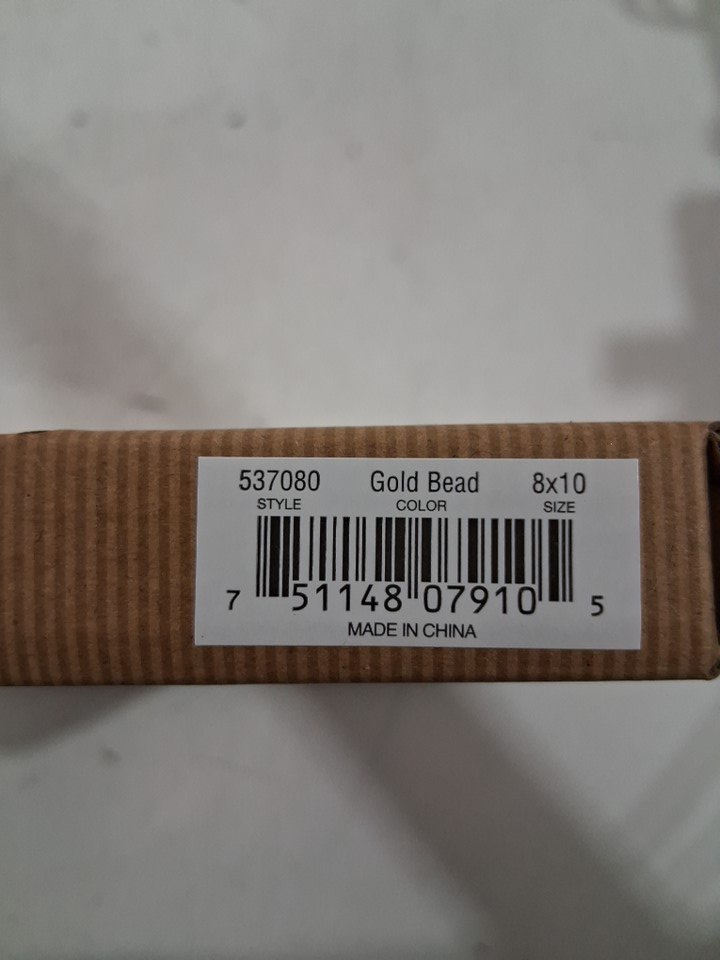 537080 Gold Bead 8x10
STYLE COLOR SIZE
7 51148 07910 5
MADE IN CHINA